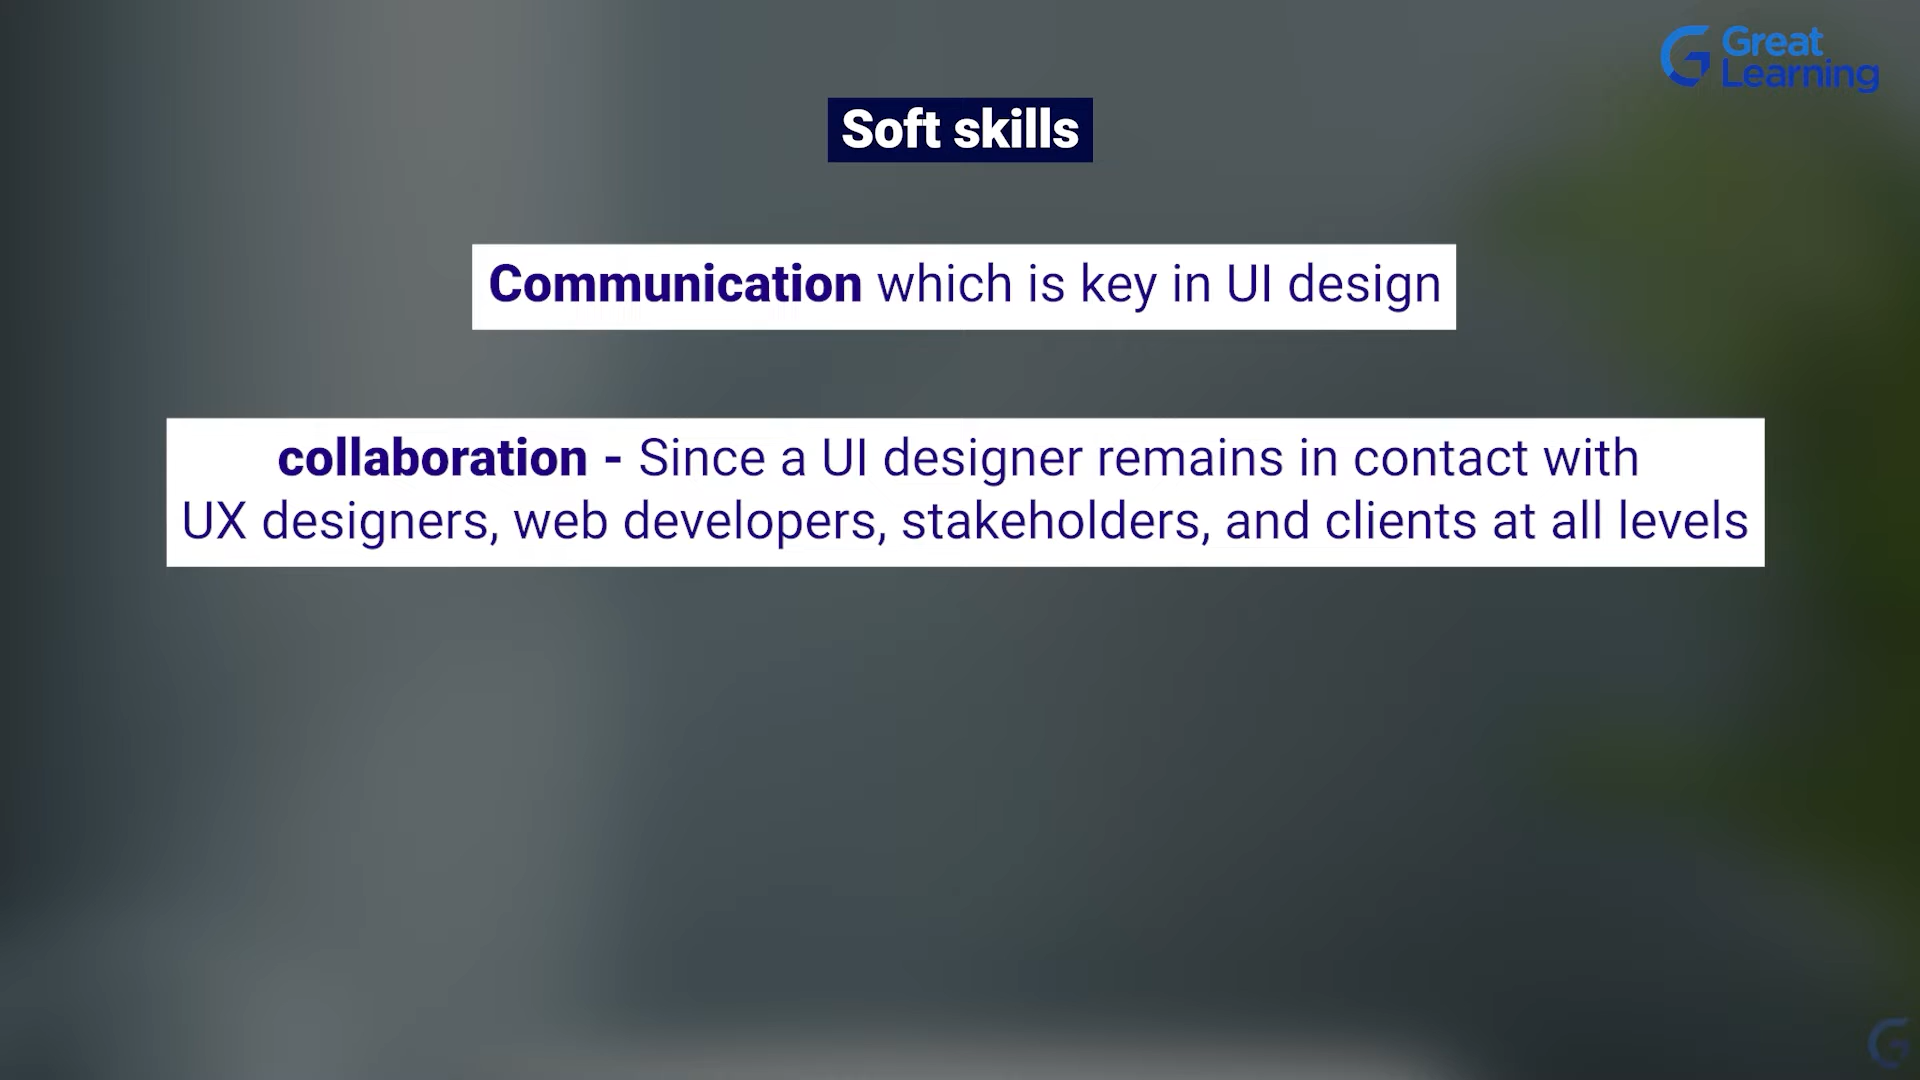 Great
Learning
Soft skills
Communication which is key in UI design
collaboration - Since a UI designer remains in contact with
UX designers, web developers, stakeholders, and clients at all levels